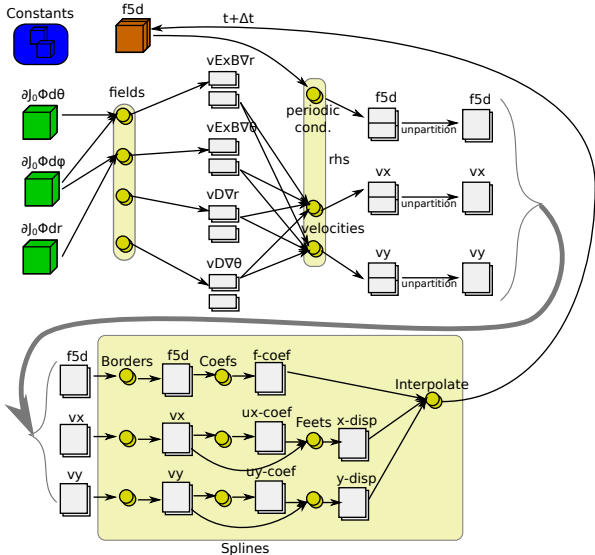 Constants
f5d
t+Δt
∂J₀Φdθ
fields
vExB∇r
periodic
cond.
f5d
unpartition
f5d
vExB∇θ
∂J₀Φdφ
rhs
vx
unpartition
vx
vD∇r
∂J₀Φdr
velocities
vy
unpartition
vy
vD∇θ
f5d
Borders
f5d
Coefs
f-coef
Interpolate
vx
vx
ux-coef
Feets
x-disp
vy
vy
uy-coef
y-disp
Splines